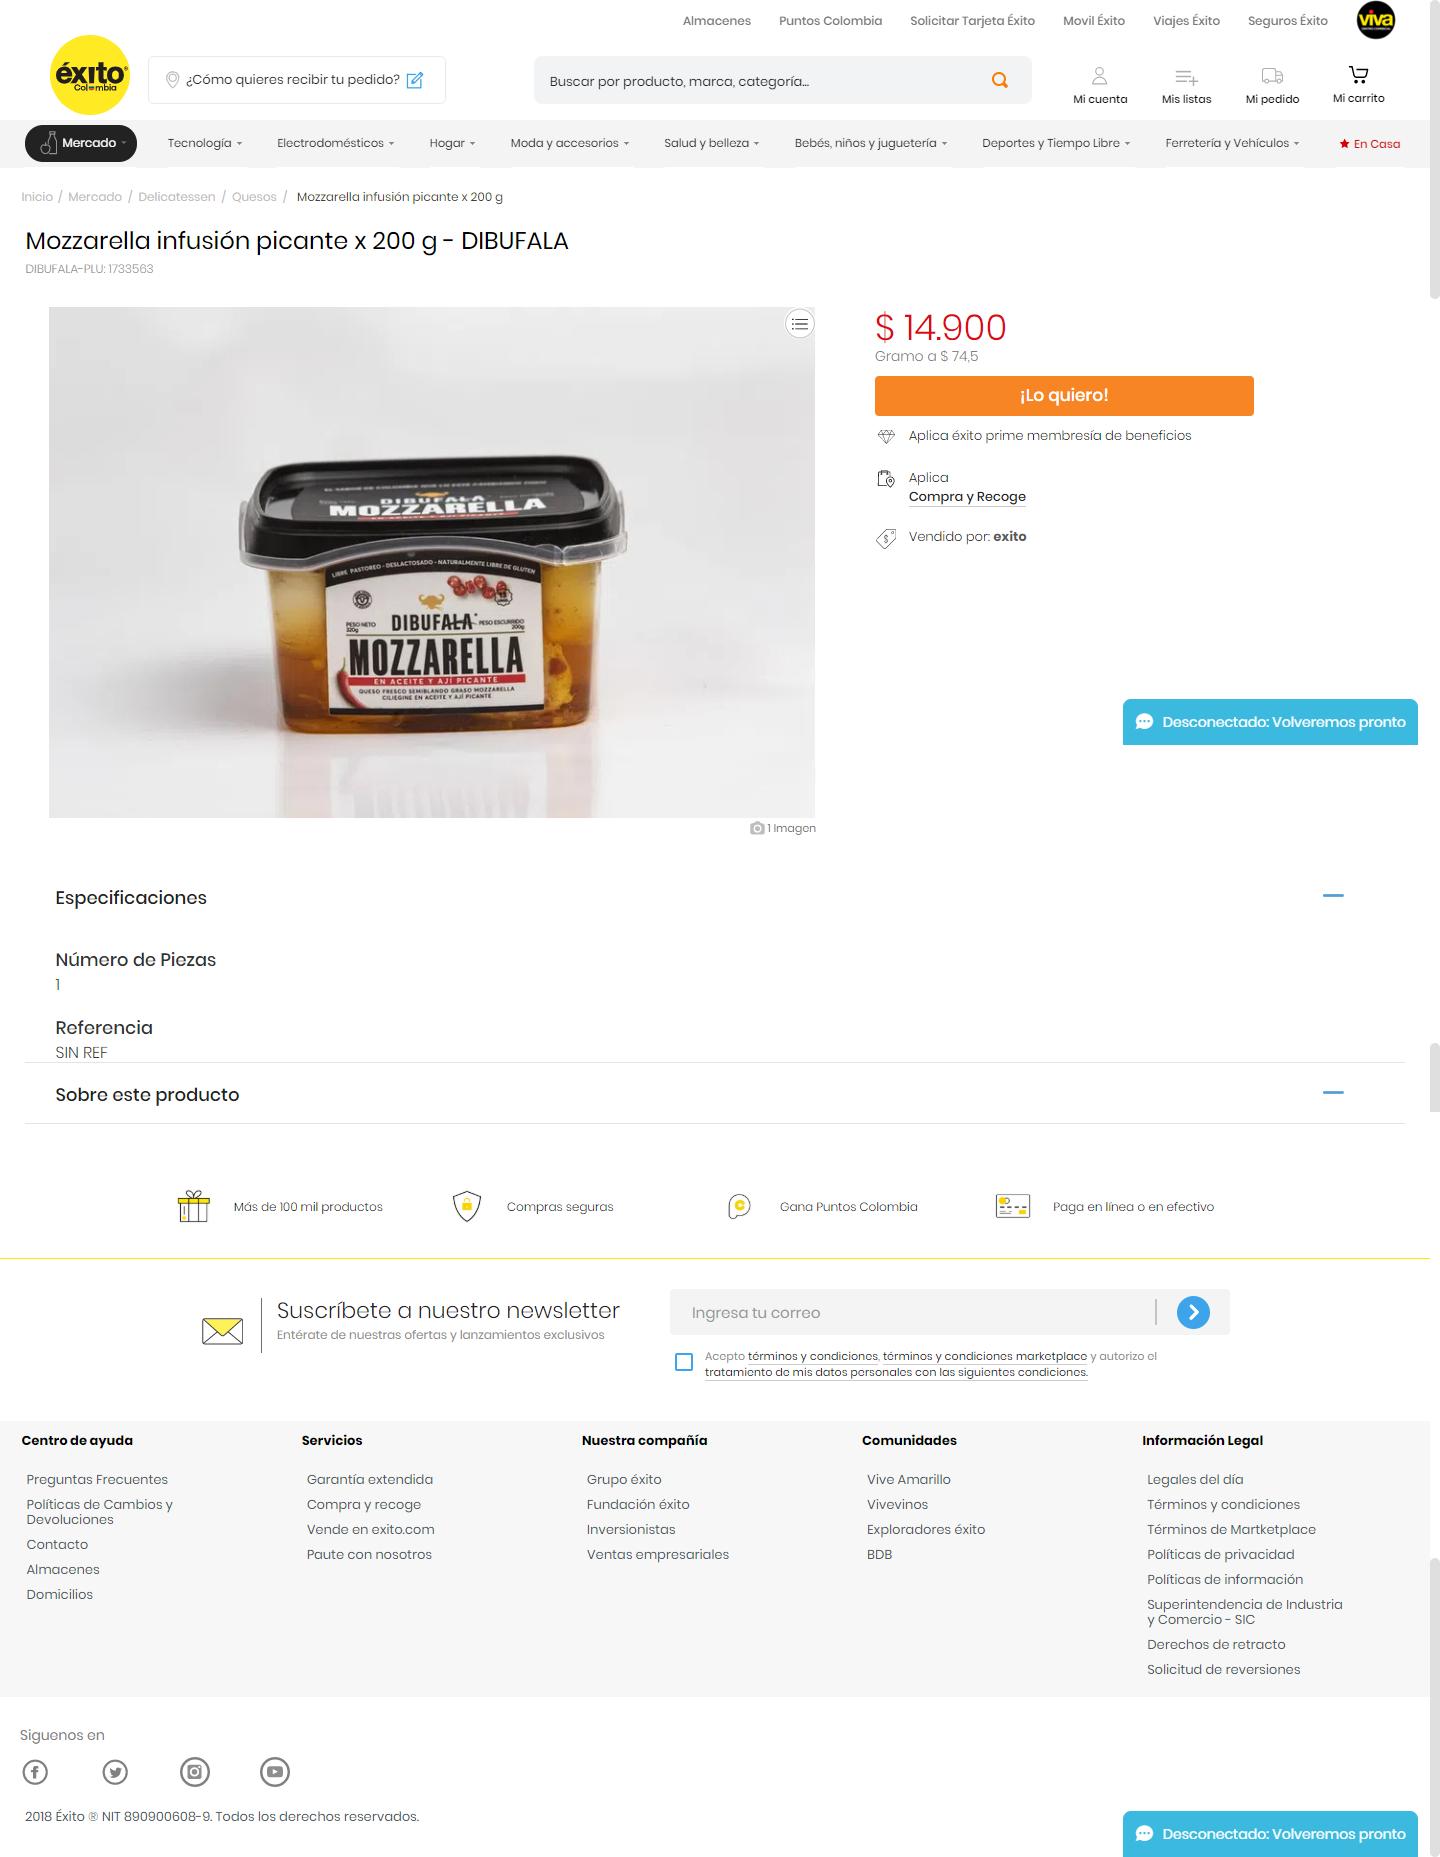 Almacenes Puntos Colombia Solicitar Tarjeta Éxito Movil Éxito Viajes Éxito Seguros Éxito viva
éxito
Colombia
¿Cómo quieres recibir tu pedido?
Buscar por producto, marca, categoría...
Mi cuenta Mis listas Mi pedido Mi carrito
Mercado Tecnología Electrodomésticos Hogar Moda y accesorios Salud y belleza Bebés, niños y juguetería Deportes y Tiempo Libre Ferretería y Vehículos En Casa
Inicio / Mercado / Delicatessen / Quesos / Mozzarella infusión picante x 200 g
Mozzarella infusión picante x 200 g - DIBUFALA
DIBUFALA-PLU: 1733563
DIBUFALA
MOZZARELLA
LIBRE PASTOREO - DESLACTOSADO - NATURALMENTE LIBRE DE GLUTEN
DIBUFALA
PESO NETO
320g
PESO ESCURRIDO
200g
MOZZARELLA
EN ACEITE Y AJÍ PICANTE
QUESO FRESCO SEMIBLANDO GRASO MOZZARELLA
CILIEGINE EN ACEITE Y AJÍ PICANTE
1 Imagen
$ 14.900
Gramo a $ 74,5
¡Lo quiero!
Aplica éxito prime membresía de beneficios
Aplica
Compra y Recoge
Vendido por: exito
Desconectado: Volveremos pronto
Especificaciones
Número de Piezas
1
Referencia
SIN REF
Sobre este producto
Más de 100 mil productos Compras seguras Gana Puntos Colombia Paga en línea o en efectivo
Suscríbete a nuestro newsletter
Entérate de nuestras ofertas y lanzamientos exclusivos
Ingresa tu correo
Acepto términos y condiciones, términos y condiciones marketplace y autorizo el
tratamiento de mis datos personales con las siguientes condiciones.
Centro de ayuda
Preguntas Frecuentes
Políticas de Cambios y
Devoluciones
Contacto
Almacenes
Domicilios
Servicios
Garantía extendida
Compra y recoge
Vende en exito.com
Paute con nosotros
Nuestra compañía
Grupo éxito
Fundación éxito
Inversionistas
Ventas empresariales
Comunidades
Vive Amarillo
Vivevinos
Exploradores éxito
BDB
Información Legal
Legales del día
Términos y condiciones
Términos de Martketplace
Políticas de privacidad
Políticas de información
Superintendencia de Industria
y Comercio - SIC
Derechos de retracto
Solicitud de reversiones
Siguenos en
2018 Éxito ® NIT 890900608-9. Todos los derechos reservados.
Desconectado: Volveremos pronto